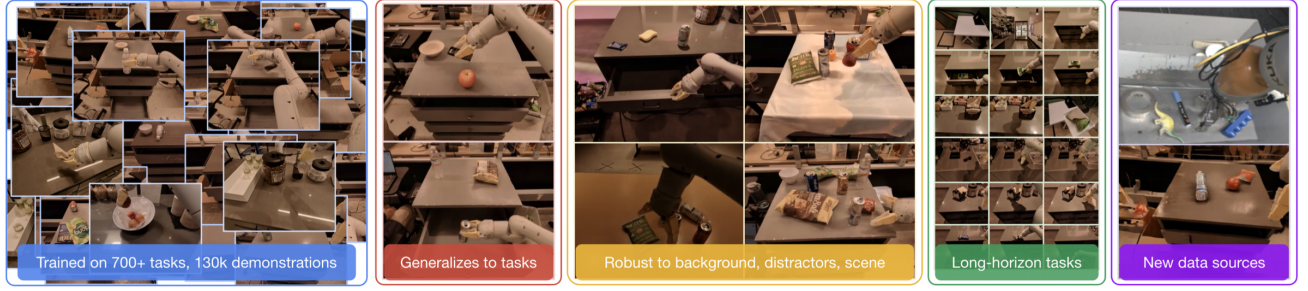 Trained on 700+ tasks, 130k demonstrations
Generalizes to tasks
Robust to background, distractors, scene
Long-horizon tasks
New data sources
KUKA